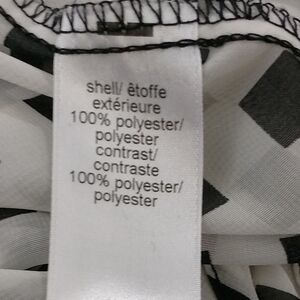 shell/ étoffe
extérieure
100% polyester/
polyester
contrast/
contraste
100% polyester/
polyester